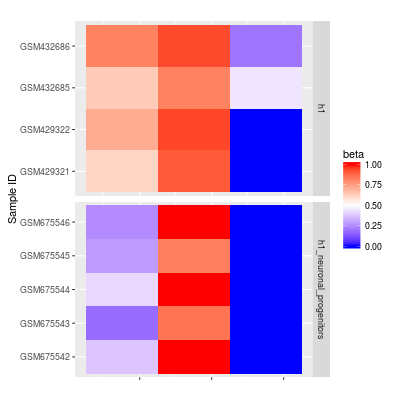 Sample ID
GSM432686
GSM432685
GSM429322
GSM429321
h1
GSM675546
GSM675545
GSM675544
GSM675543
GSM675542
h1_neuronal_progenitors
beta
1.00
0.75
0.50
0.25
0.00